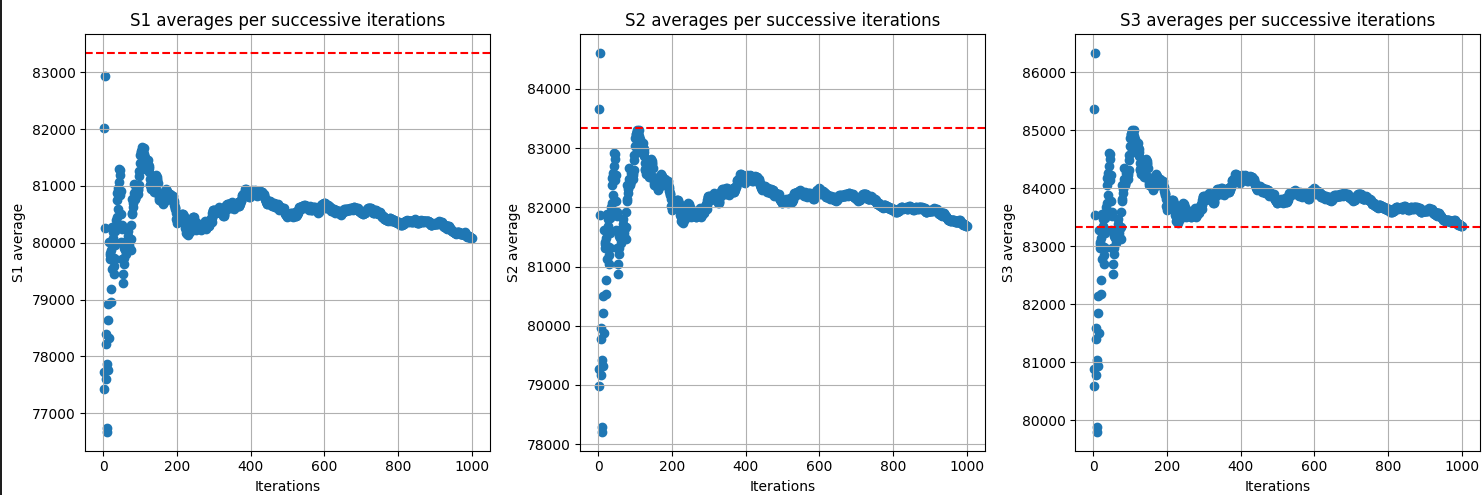 S1 averages per successive iterations
83000
82000
81000
80000
79000
78000
77000
S1 average
0 200 400 600 800 1000
Iterations
S2 averages per successive iterations
84000
83000
82000
81000
80000
79000
78000
S2 average
0 200 400 600 800 1000
Iterations
S3 averages per successive iterations
86000
85000
84000
83000
82000
81000
80000
S3 average
0 200 400 600 800 1000
Iterations